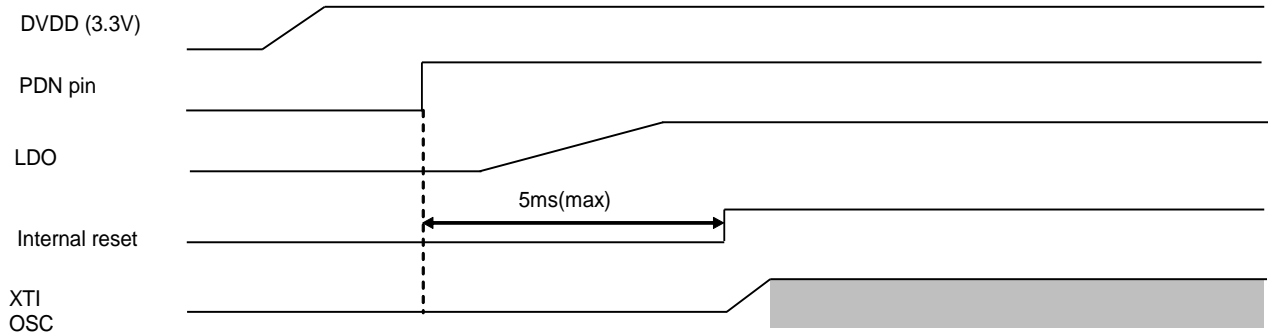 DVDD (3.3V)
PDN pin
LDO
5ms(max)
Internal reset
XTI
OSC